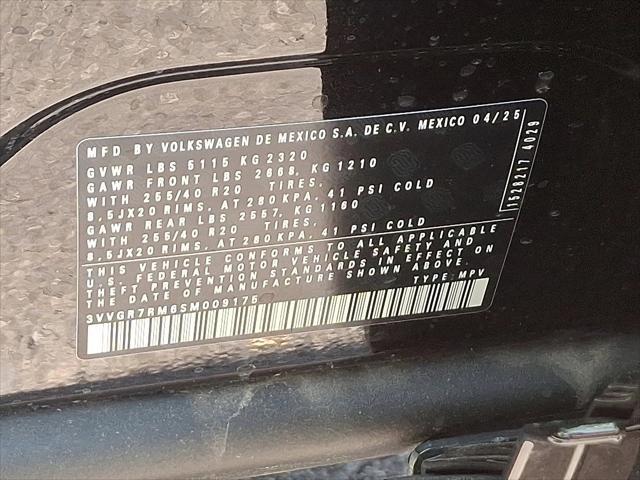 MFD BY VOLKSWAGEN DE MEXICO S.A. DE C.V. MEXICO 04/25
GVWR LBS 5115 KG 2320
GAWR FRONT LBS 2668, KG 1210
WITH 255/40 R20 TIRES,
8.5JX20 RIMS, AT 280 KPA, 41 PSI COLD
GAWR REAR LBS 2557, KG 1160
WITH 255/40 R20 TIRES,
8.5JX20 RIMS, AT 280 KPA, 41 PSI COLD
THIS VEHICLE CONFORMS TO ALL APPLICABLE
U.S. FEDERAL MOTOR VEHICLE SAFETY AND
THEFT PREVENTION STANDARDS IN EFFECT ON
THE DATE OF MANUFACTURE SHOWN ABOVE.
3VVGR7RM6SM009175 TYPE: MPV
1528217 4029